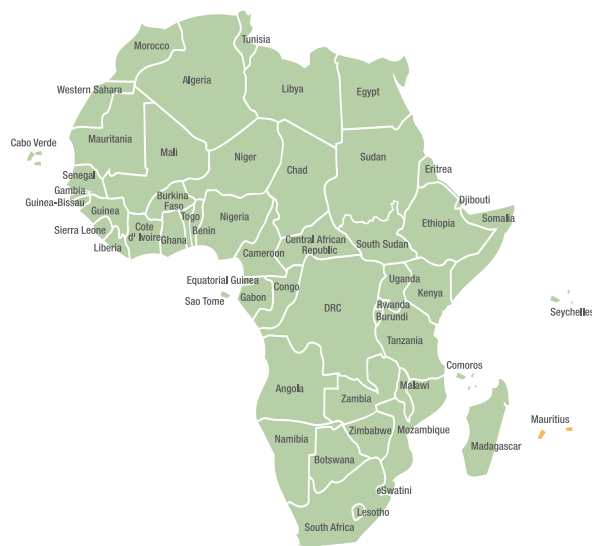 Tunisia
Morocco
Algeria
Libya
Egypt
Western Sahara
Mauritania
Cabo Verde
Mali
Niger
Chad
Sudan
Eritrea
Senegal
Gambia
Guinea-Bissau
Guinea
Burkina
Faso
Togo
Benin
Nigeria
Djibouti
Somalia
Ethiopia
Sierra Leone
Liberia
Cote
d' Ivoire
Ghana
Cameroon
Central African
Republic
South Sudan
Equatorial Guinea
Sao Tome
Gabon
Congo
DRC
Uganda
Kenya
Rwanda
Burundi
Tanzania
Seychelles
Comoros
Angola
Zambia
Malawi
Mozambique
Zimbabwe
Namibia
Botswana
Madagascar
Mauritius
eSwatini
Lesotho
South Africa